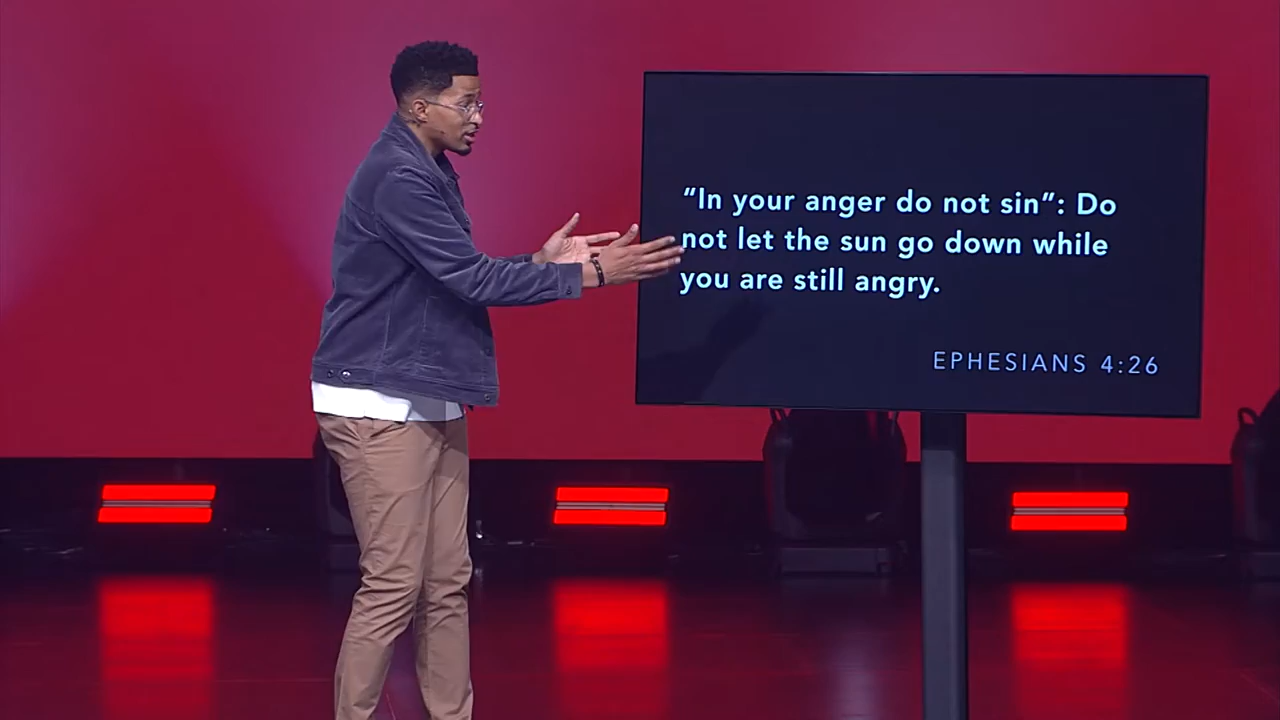 “In your anger do not sin”: Do
not let the sun go down while
you are still angry.
EPHESIANS 4:26